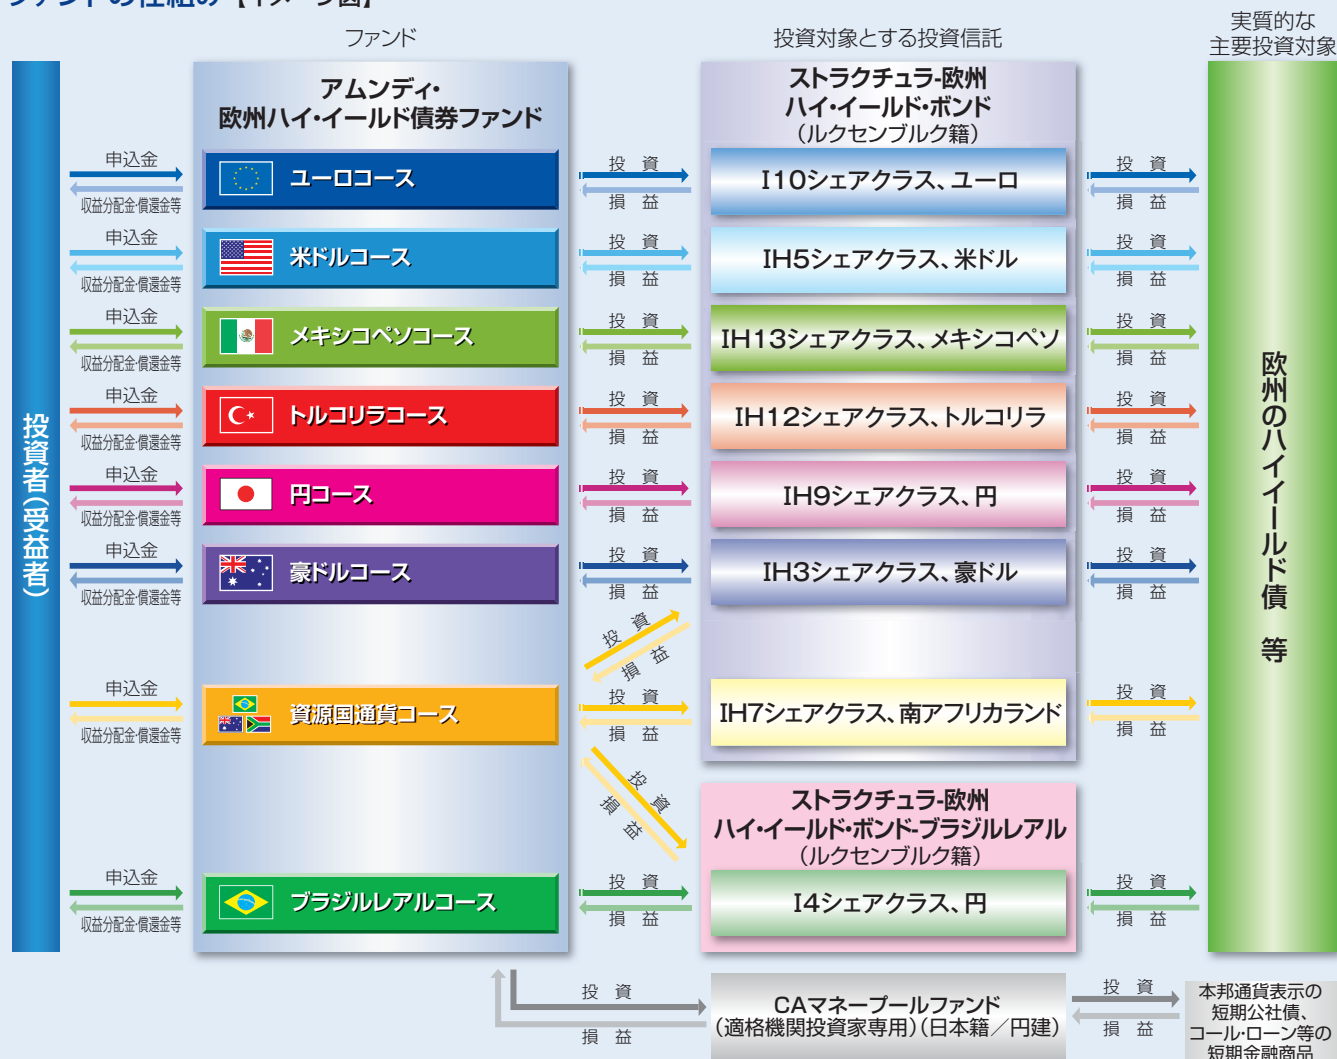 ファンドの仕組み【イメージ図】
ファンド
投資対象とする投資信託
実質的な
主要投資対象
投資者(受益者)
アムンディ・
欧州ハイ・イールド債券ファンド
ストラクチュラ-欧州
ハイ・イールド・ボンド
(ルクセンブルク籍)
欧州のハイイールド債 等
申込金
収益分配金・償還金等
ユーロコース
投資
損益
I10シェアクラス、ユーロ
投資
損益
申込金
収益分配金・償還金等
米ドルコース
投資
損益
IH5シェアクラス、米ドル
投資
損益
申込金
収益分配金・償還金等
メキシコペソコース
投資
損益
IH13シェアクラス、メキシコペソ
投資
損益
申込金
収益分配金・償還金等
トルコリラコース
投資
損益
IH12シェアクラス、トルコリラ
投資
損益
申込金
収益分配金・償還金等
円コース
投資
損益
IH9シェアクラス、円
投資
損益
申込金
収益分配金・償還金等
豪ドルコース
投資
損益
IH3シェアクラス、豪ドル
投資
損益
投資
損益
申込金
収益分配金・償還金等
資源国通貨コース
投資
損益
IH7シェアクラス、南アフリカランド
投資
損益
投資
損益
ストラクチュラ-欧州
ハイ・イールド・ボンド-ブラジルレアル
(ルクセンブルク籍)
申込金
収益分配金・償還金等
ブラジルレアルコース
投資
損益
I4シェアクラス、円
投資
損益
投資
損益
CAマネープールファンド
(適格機関投資家専用)(日本籍/円建)
投資
損益
本邦通貨表示の
短期公社債、
コール・ローン等の
短期金融商品